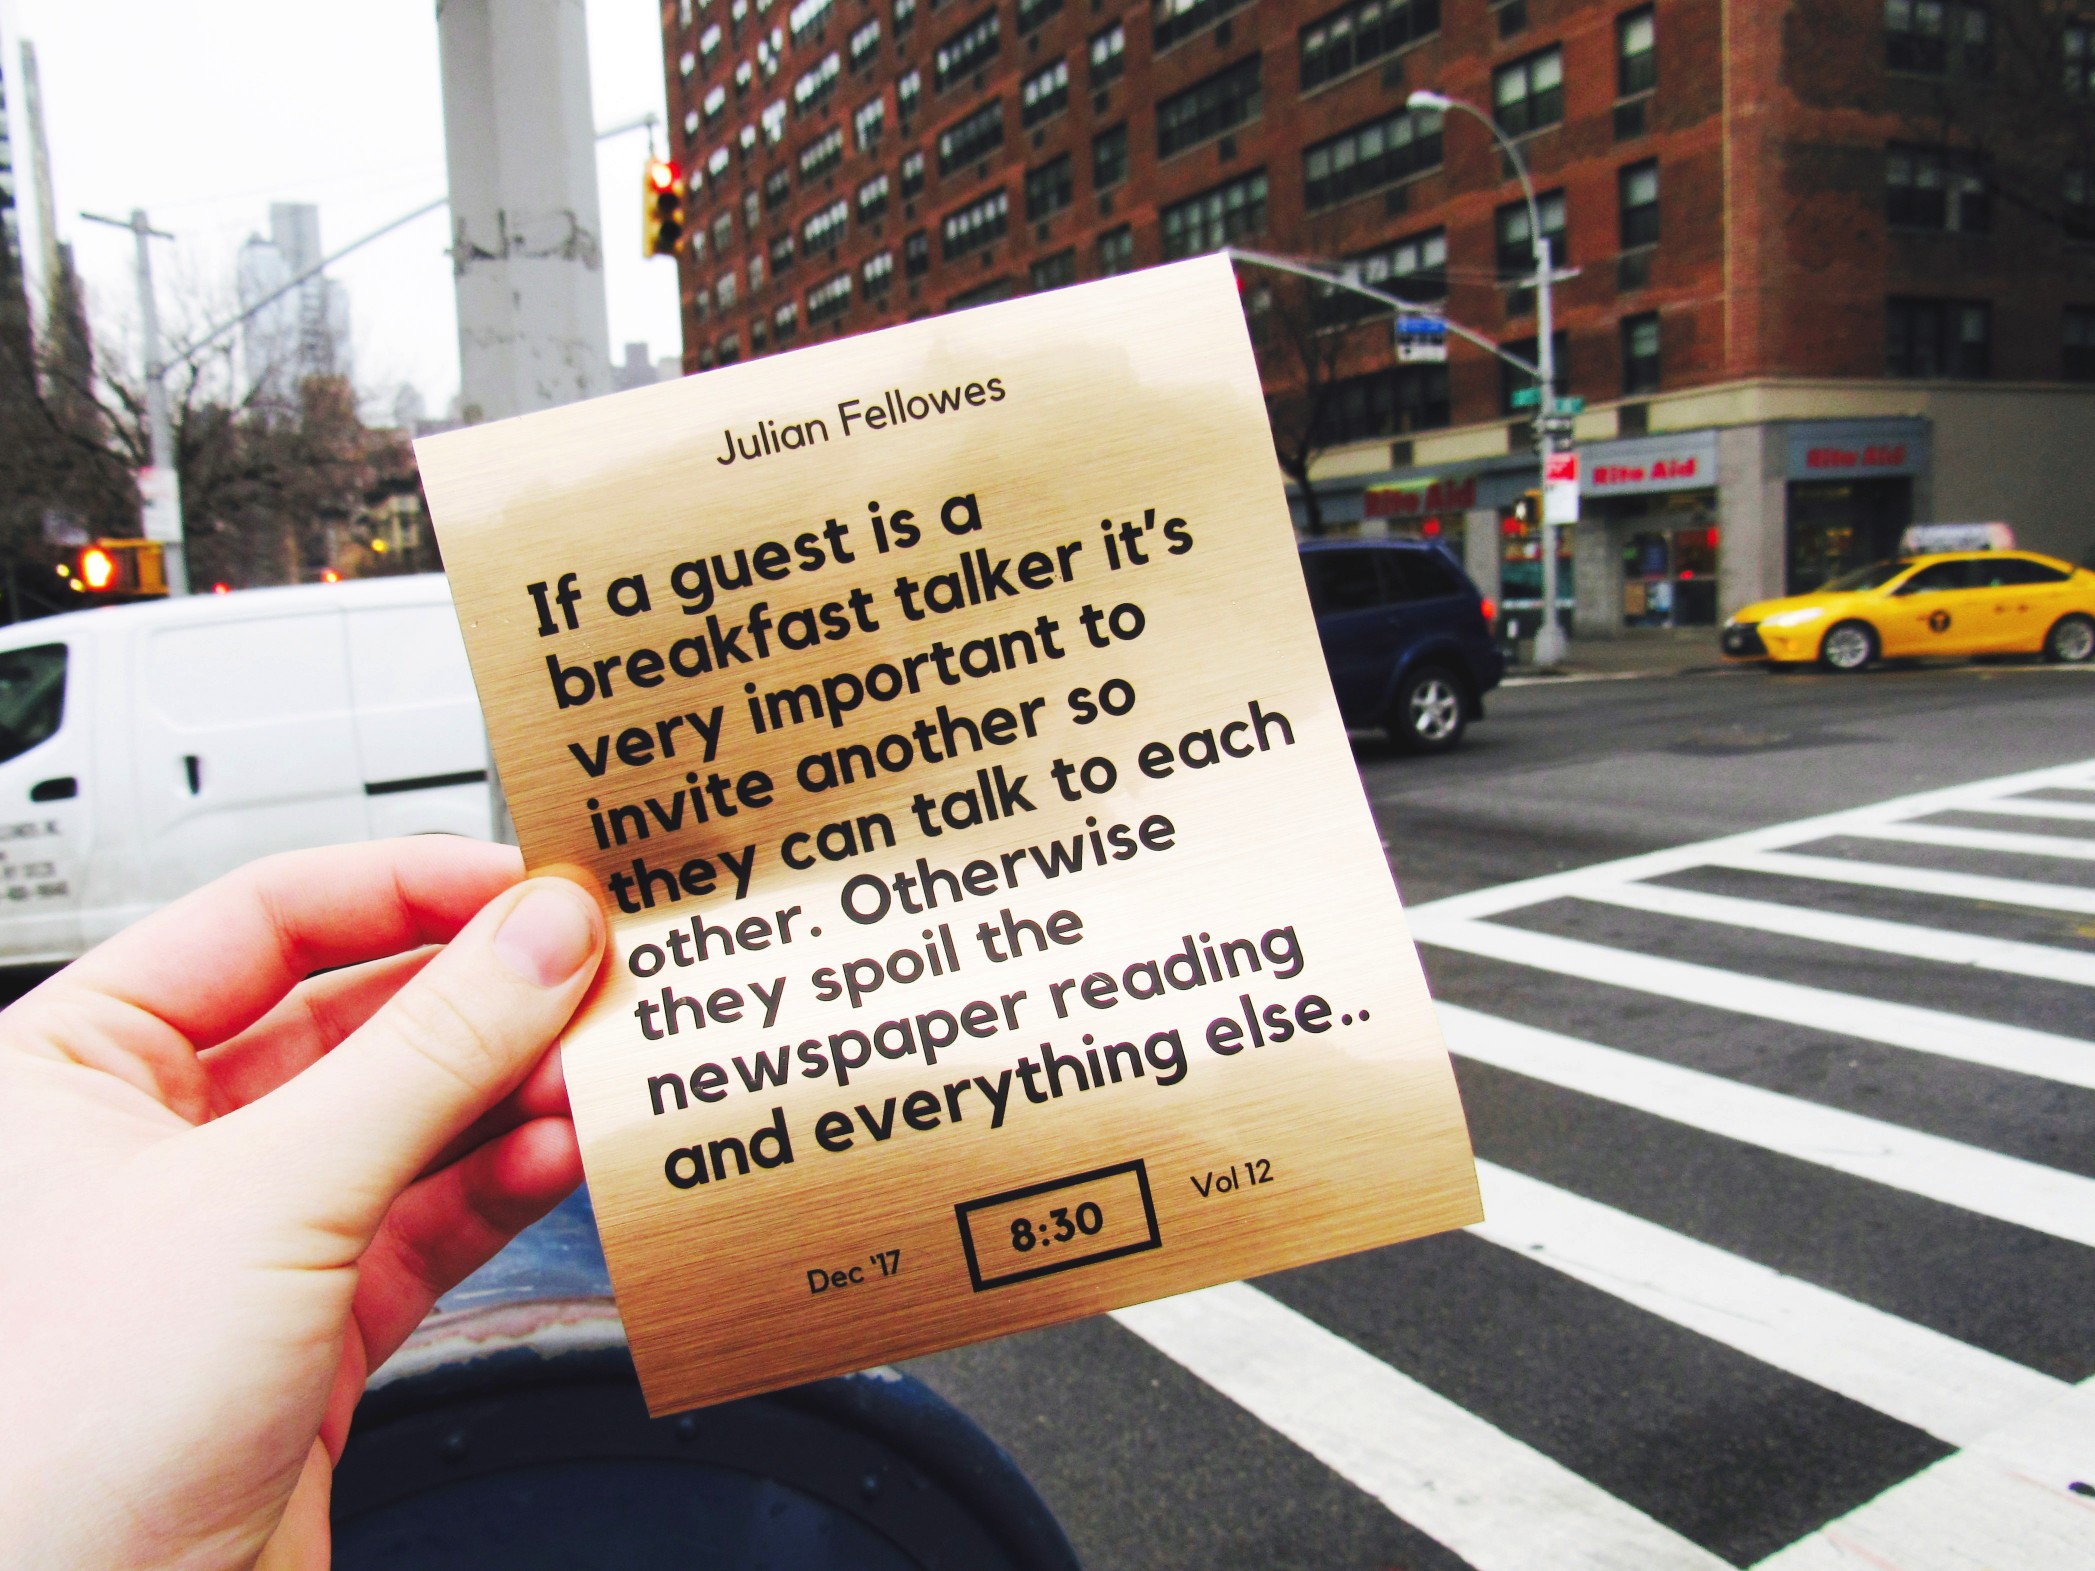 Julian Fellowes
If a guest is a
breakfast talker it's
very important to
invite another so
they can talk to each
other. Otherwise
they spoil the
newspaper reading
and everything else..
Dec '17
8:30
Vol 12
Rite Aid
Rite Aid
Rite Aid